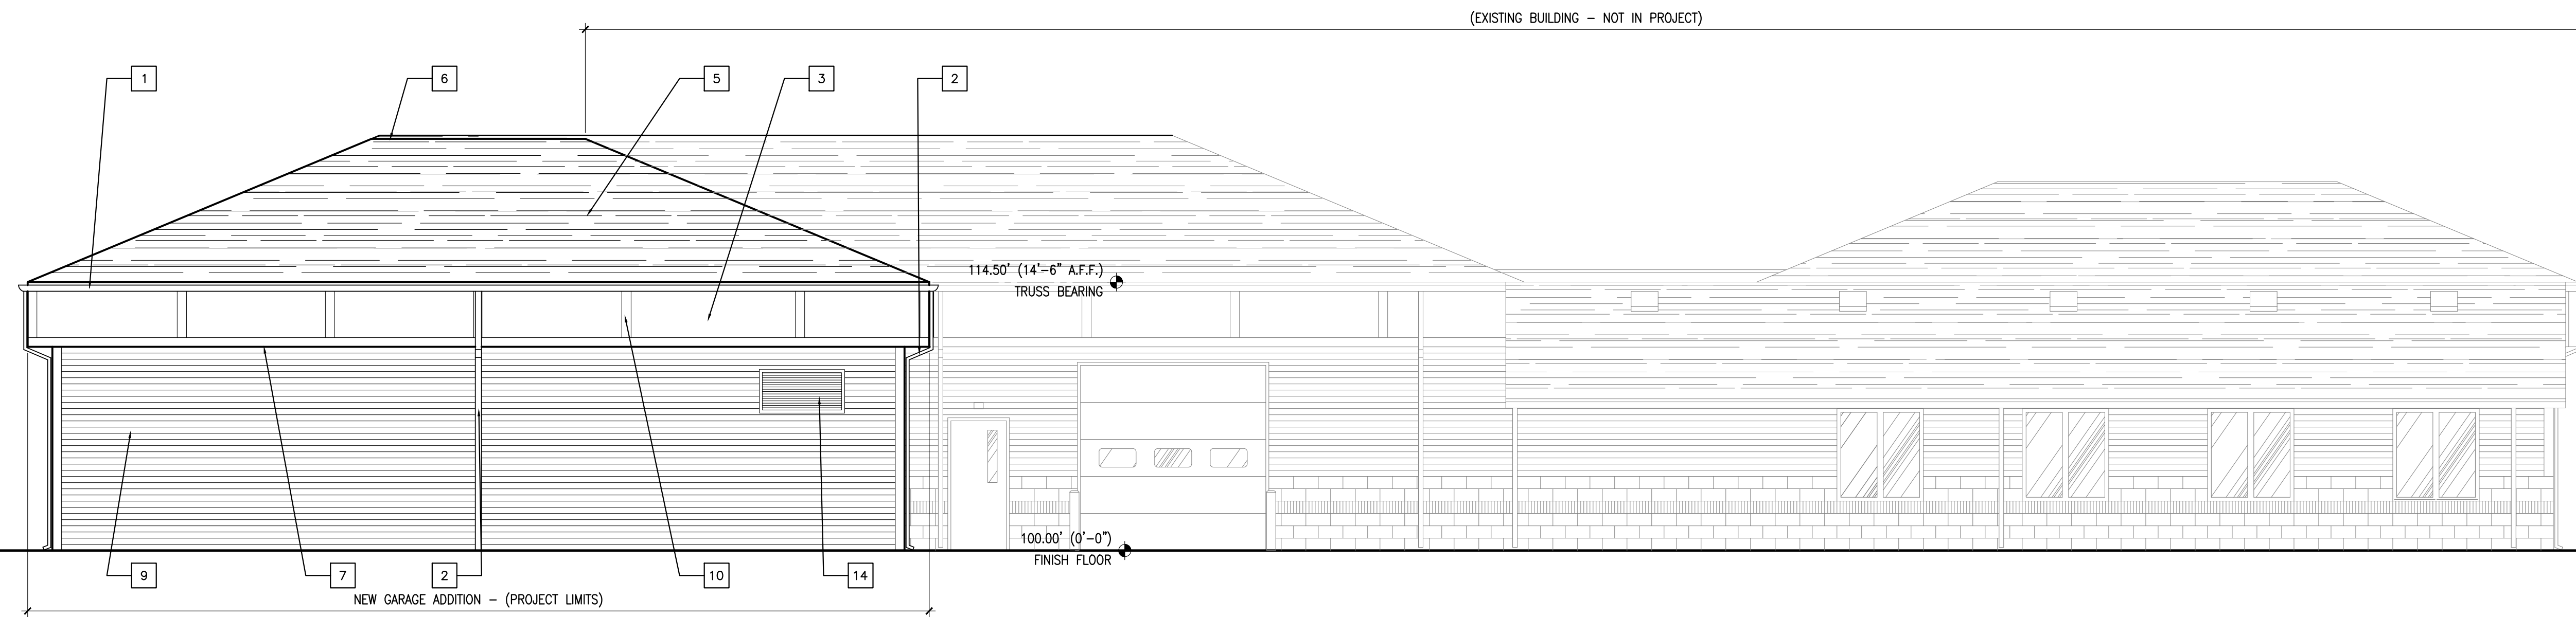 (EXISTING BUILDING – NOT IN PROJECT)
1
6
5
3
2
114.50' (14'–6" A.F.F.)
TRUSS BEARING
100.00' (0'–0")
FINISH FLOOR
9
7
2
10
14
NEW GARAGE ADDITION – (PROJECT LIMITS)